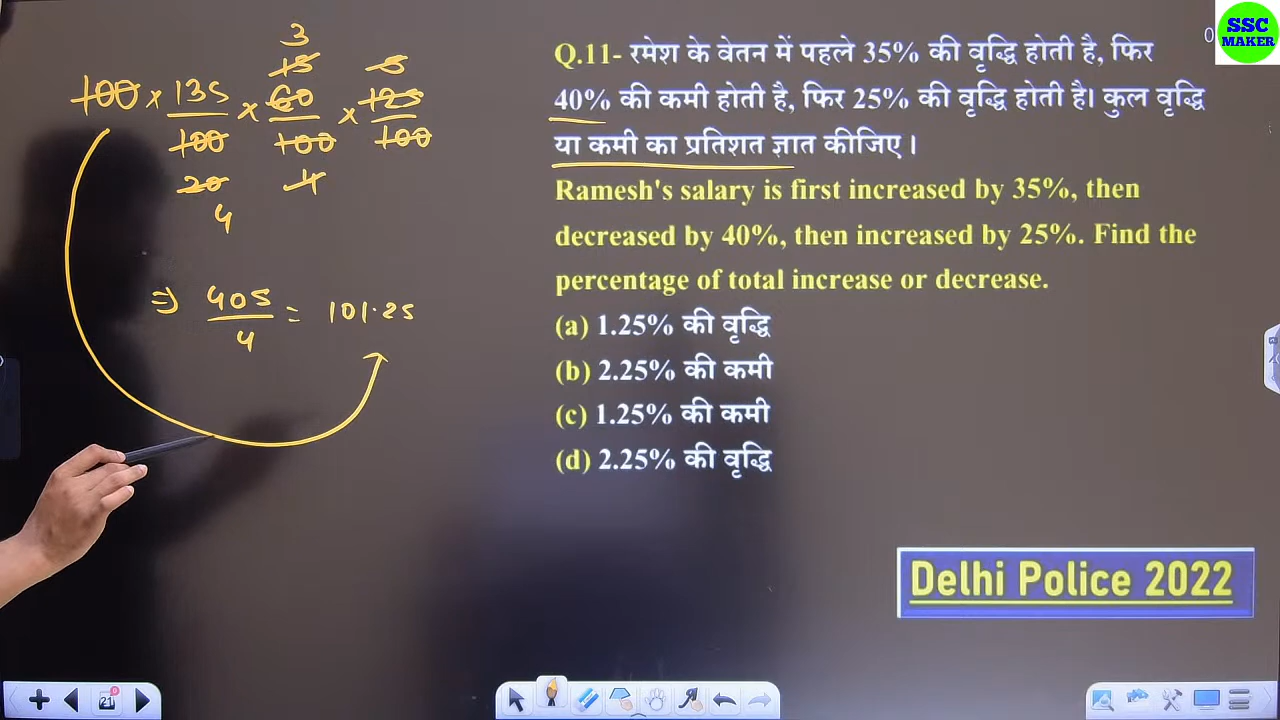 SSC
MAKER
Q.11- रमेश के वेतन में पहले 35% की वृद्धि होती है, फिर
40% की कमी होती है, फिर 25% की वृद्धि होती है। कुल वृद्धि
या कमी का प्रतिशत ज्ञात कीजिए।
Ramesh's salary is first increased by 35%, then
decreased by 40%, then increased by 25%. Find the
percentage of total increase or decrease.
(a) 1.25% की वृद्धि
(b) 2.25% की कमी
(c) 1.25% की कमी
(d) 2.25% की वृद्धि
Delhi Police 2022
3
15 5
100 × 135 × 60 × 125
100 100 100
20 4
4
⇒ 405/4 = 101.25
21